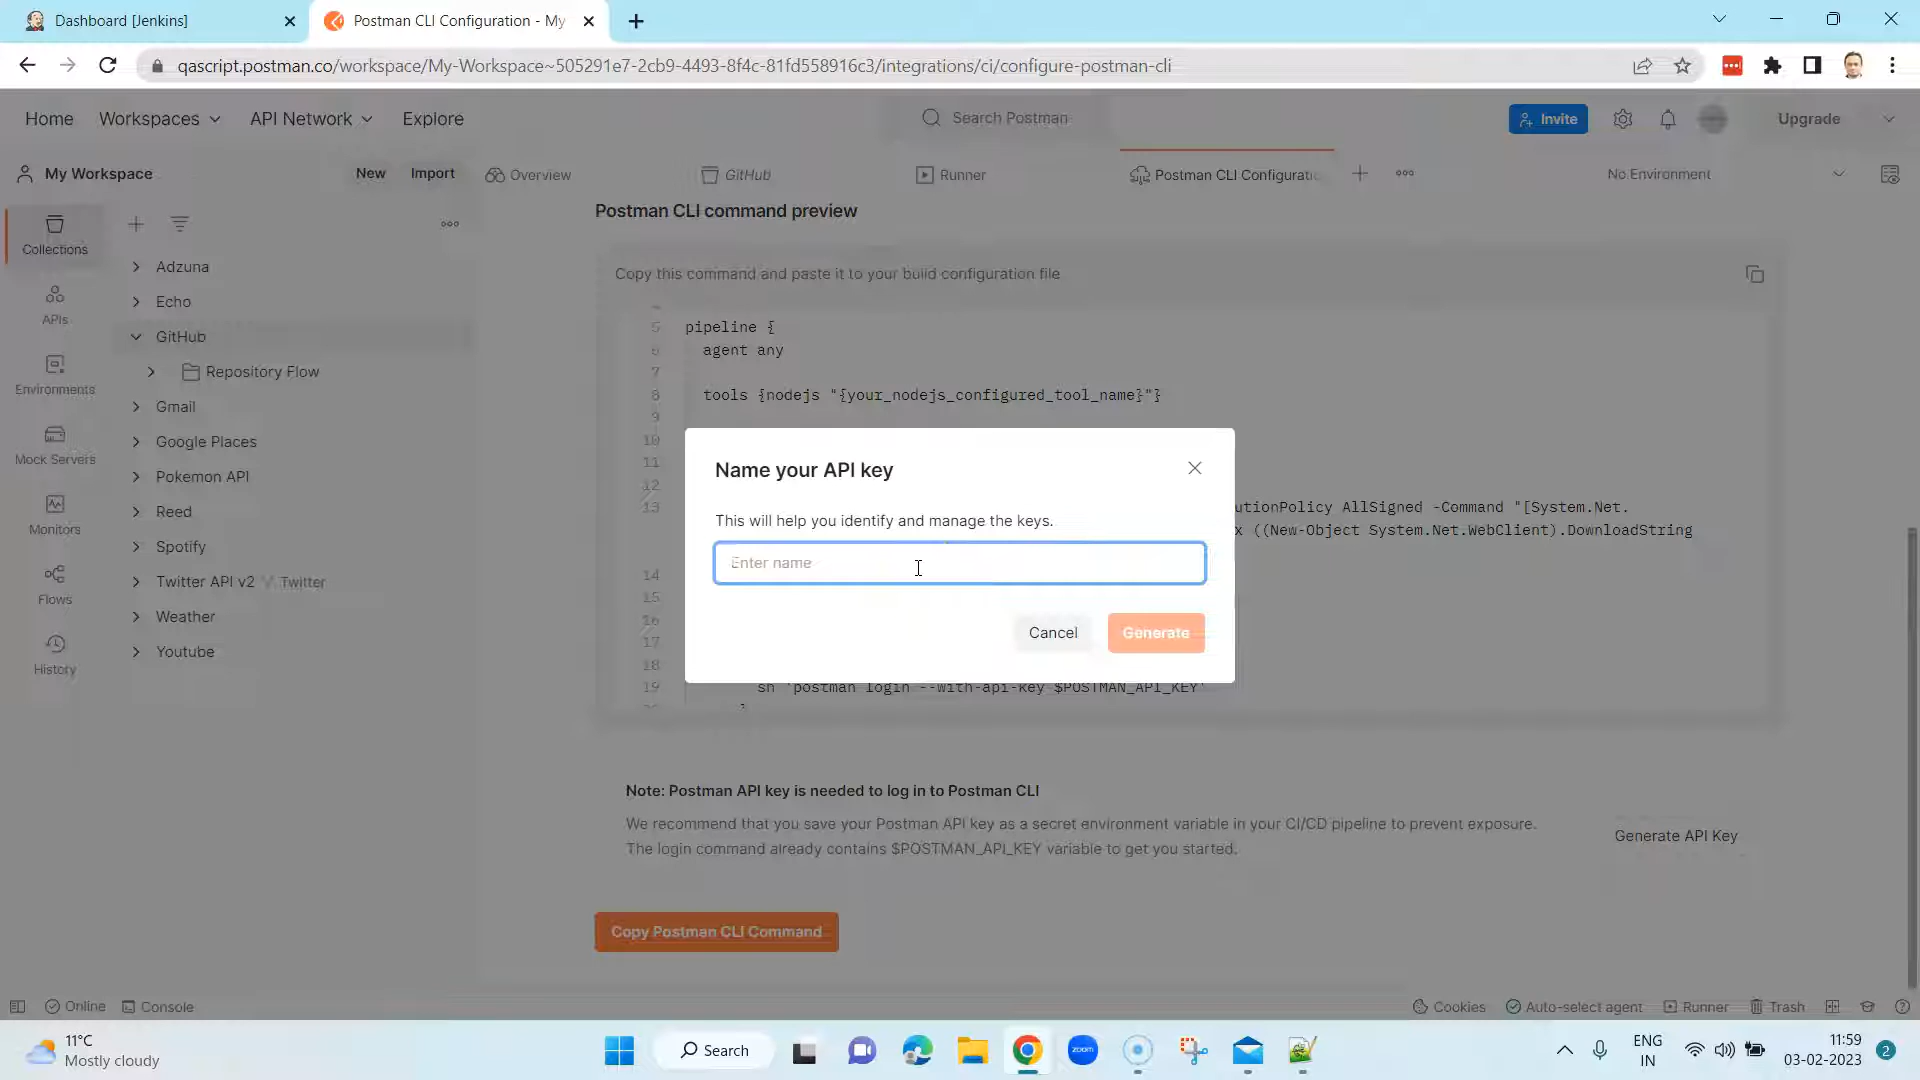 Dashboard [Jenkins]
Postman CLI Configuration - My
qascript.postman.co/workspace/My-Workspace~505291e7-2cb9-4493-8f4c-81fd558916c3/integrations/ci/configure-postman-cli
Home
Workspaces
API Network
Explore
Search Postman
Invite
Upgrade
My Workspace
New
Import
Overview
GitHub
Runner
Postman CLI Configuratio
No Environment
Collections
APIs
Environments
Mock Servers
Monitors
Flows
History
Adzuna
Echo
GitHub
Repository Flow
Gmail
Google Places
Pokemon API
Reed
Spotify
Twitter API v2 Twitter
Weather
Youtube
Postman CLI command preview
Copy this command and paste it to your build configuration file
5 pipeline {
6 agent any
7
8 tools {nodejs "{your_nodejs_configured_tool_name}"}
9
10
11
12
13 utionPolicy AllSigned -Command "[System.Net.
x ((New-Object System.Net.WebClient).DownloadString
14
15
16
17
18
19 sh 'postman login --with-api-key $POSTMAN_API_KEY'
Name your API key
This will help you identify and manage the keys.
Enter name
Cancel
Generate
Note: Postman API key is needed to log in to Postman CLI
We recommend that you save your Postman API key as a secret environment variable in your CI/CD pipeline to prevent exposure.
The login command already contains $POSTMAN_API_KEY variable to get you started.
Generate API Key
Copy Postman CLI Command
Online
Console
Cookies
Auto-select agent
Runner
Trash
11°C
Mostly cloudy
Search
zoom
ENG
IN
11:59
03-02-2023
2